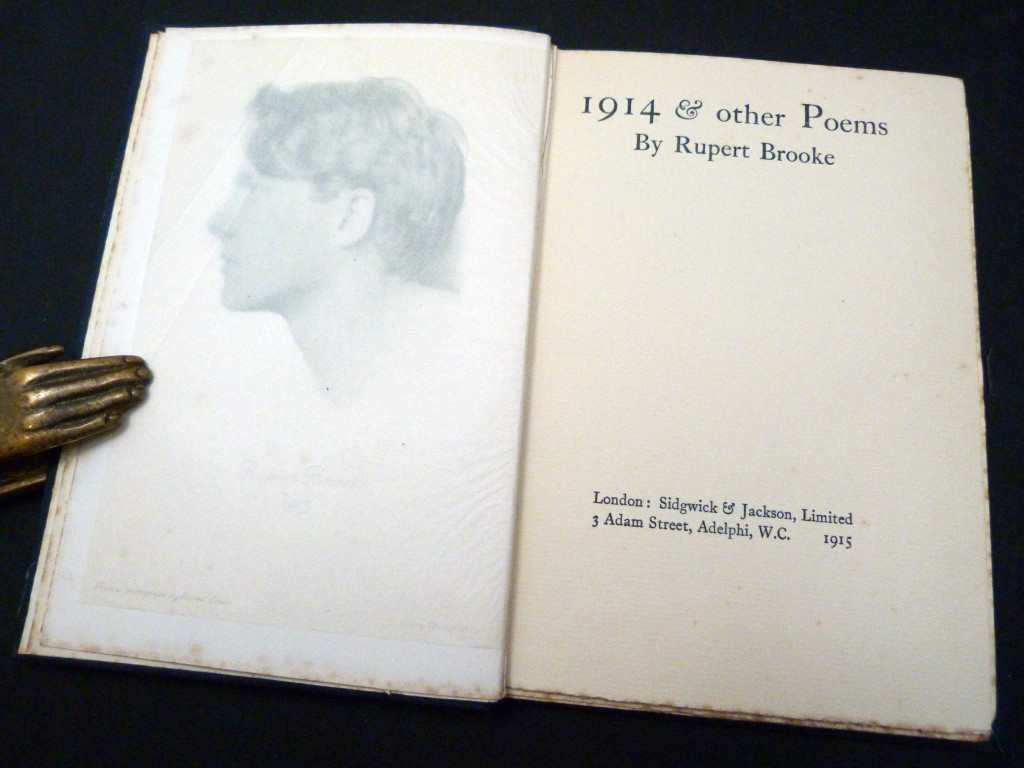 1914 & other Poems
By Rupert Brooke
London: Sidgwick & Jackson, Limited
3 Adam Street, Adelphi, W.C. 1915